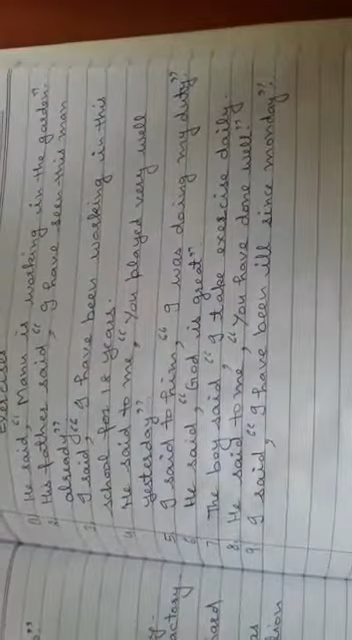 Exercises
1. He said "Manu is working in the garden."
2. His father said "I have seen this man
already"
3. I said, "I have been working in this
school for 18 years.
4. He said to me, "You played very well
yesterday"
5. I said to him, "I was doing my duty"
6. He said, "God is great"
7. The boy said "I take exercise daily.
8. He said to me, "You have done well."
9. I said, "I have been ill since monday".